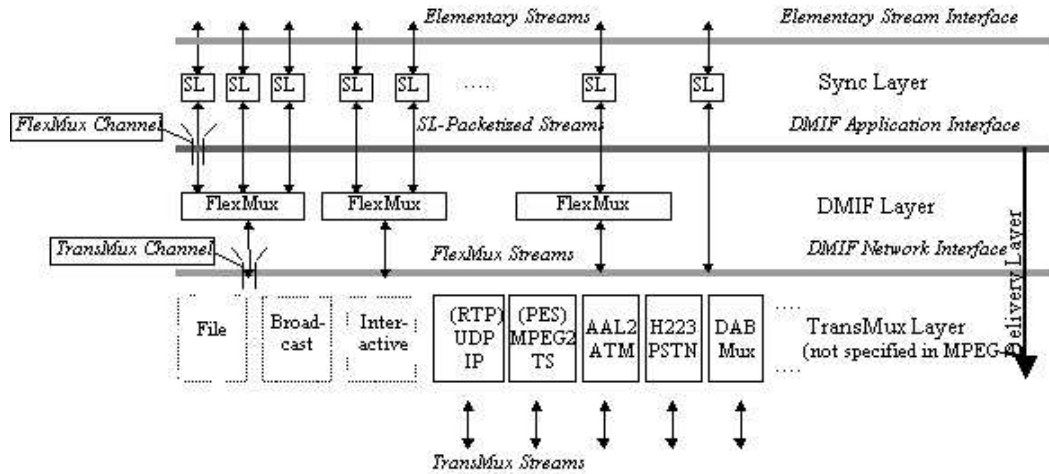 Elementary Streams
Elementary Stream Interface
SL
SL
SL
SL
SL
.....
SL
SL
Sync Layer
FlexMux Channel
SL-Packetized Streams
DMIF Application Interface
FlexMux
FlexMux
FlexMux
DMIF Layer
TransMux Channel
FlexMux Streams
DMIF Network Interface
Delivery Layer
File
Broad-
cast
Inter-
active
(RTP)
UDP
IP
(PES)
MPEG2
TS
AAL2
ATM
H223
PSTN
DAB
Mux
....
....
TransMux Layer
(not specified in MPEG-
TransMux Streams